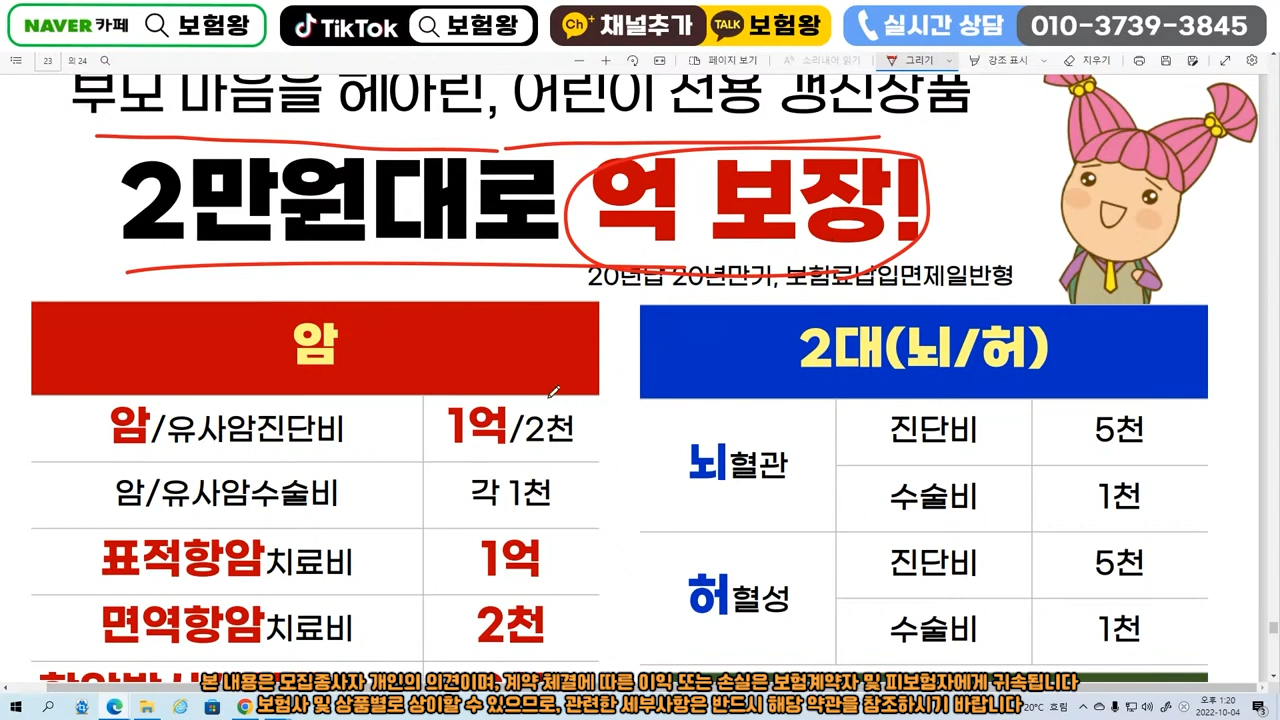 NAVER 카페 보험왕 TikTok 보험왕 Ch+ 채널추가 TALK 보험왕 실시간 상담 010-3739-3845
23 의 24 페이지 보기 소리내어 읽기 그리기 강조 표시 지우기
부모 마음을 헤아린, 어린이 전용 갱신상품
2만원대로 억 보장!
20년납 20년만기, 보험료납입면제일반형
암
암/유사암진단비 1억/2천
암/유사암수술비 각 1천
표적항암치료비 1억
면역항암치료비 2천
2대(뇌/허)
뇌혈관 진단비 5천
수술비 1천
허혈성 진단비 5천
수술비 1천
본 내용은 모집종사자 개인의 의견이며, 계약 체결에 따른 이익 또는 손실은 보험계약자 및 피보험자에게 귀속됩니다
보험사 및 상품별로 상이할 수 있으므로, 관련한 세부사항은 반드시 해당 약관을 참조하시기 바랍니다
20°C 흐림 오후 1:20
2022-10-04